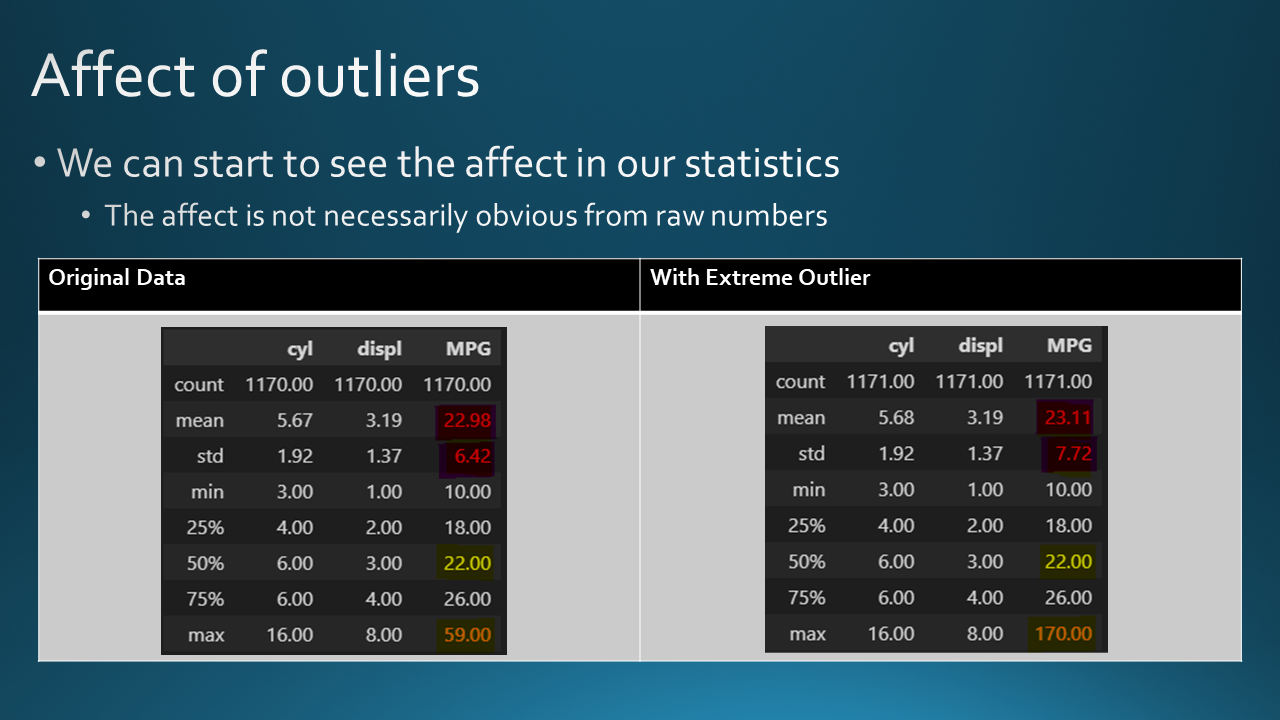 Affect of outliers
• We can start to see the affect in our statistics
• The affect is not necessarily obvious from raw numbers
Original Data
With Extreme Outlier
cyl displ MPG
count 1170.00 1170.00 1170.00
mean 5.67 3.19 22.98
std 1.92 1.37 6.42
min 3.00 1.00 10.00
25% 4.00 2.00 18.00
50% 6.00 3.00 22.00
75% 6.00 4.00 26.00
max 16.00 8.00 59.00
cyl displ MPG
count 1171.00 1171.00 1171.00
mean 5.68 3.19 23.11
std 1.92 1.37 7.72
min 3.00 1.00 10.00
25% 4.00 2.00 18.00
50% 6.00 3.00 22.00
75% 6.00 4.00 26.00
max 16.00 8.00 170.00